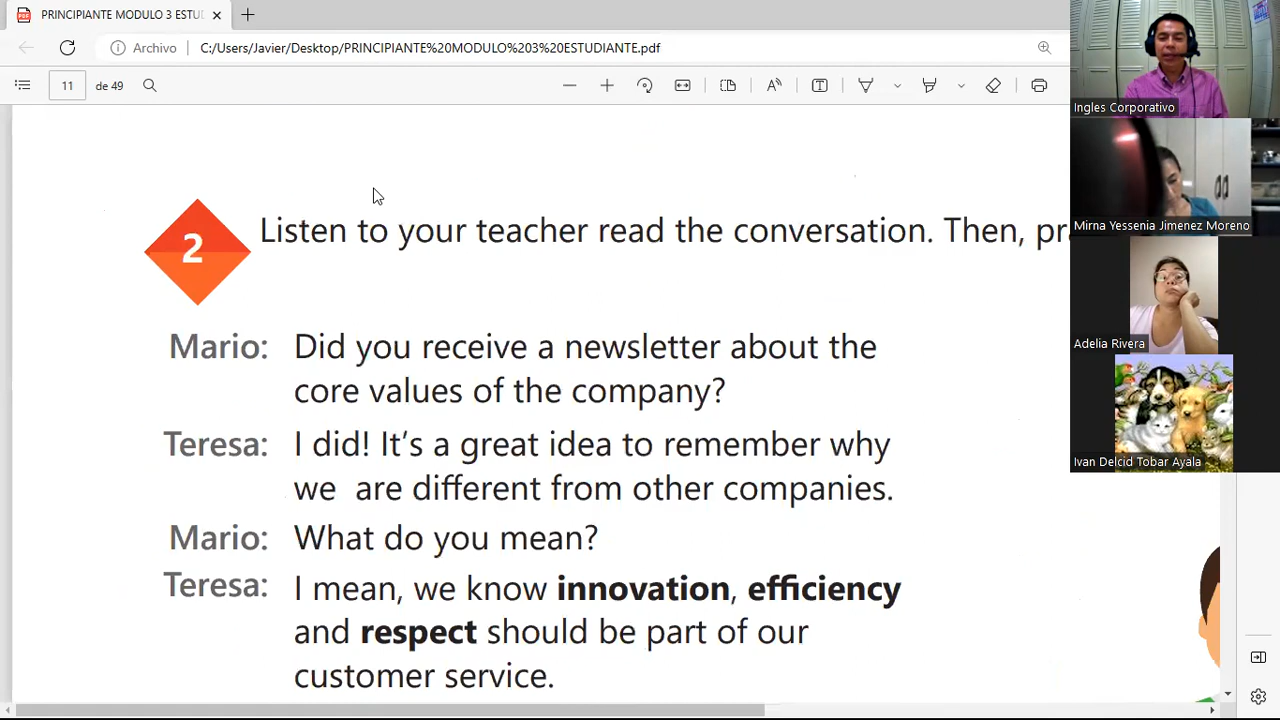 PRINCIPIANTE MODULO 3 ESTUD
Archivo
C:/Users/Javier/Desktop/PRINCIPIANTE%20MODULO%203%20ESTUDIANTE.pdf
11
de 49
2
Listen to your teacher read the conversation. Then, pr
Mario: Did you receive a newsletter about the
core values of the company?
Teresa: I did! It's a great idea to remember why
we are different from other companies.
Mario: What do you mean?
Teresa: I mean, we know innovation, efficiency
and respect should be part of our
customer service.
Ingles Corporativo
Mirna Yessenia Jimenez Moreno
Adelia Rivera
Ivan Delcid Tobar Ayala